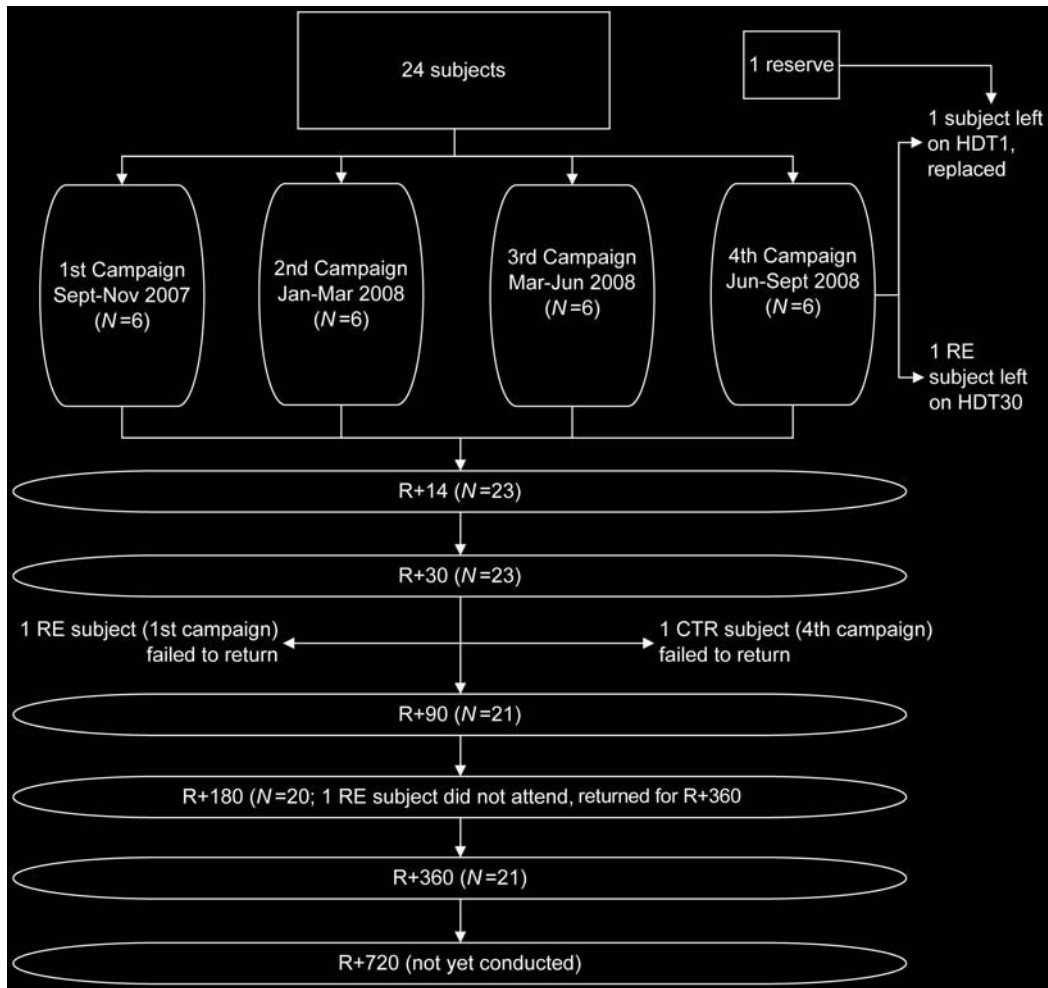 24 subjects
1 reserve
1 subject left
on HDT1,
replaced
1st Campaign
Sept-Nov 2007
(N=6)
2nd Campaign
Jan-Mar 2008
(N=6)
3rd Campaign
Mar-Jun 2008
(N=6)
4th Campaign
Jun-Sept 2008
(N=6)
1 RE
subject left
on HDT30
R+14 (N=23)
R+30 (N=23)
1 RE subject (1st campaign)
failed to return
1 CTR subject (4th campaign)
failed to return
R+90 (N=21)
R+180 (N=20; 1 RE subject did not attend, returned for R+360
R+360 (N=21)
R+720 (not yet conducted)